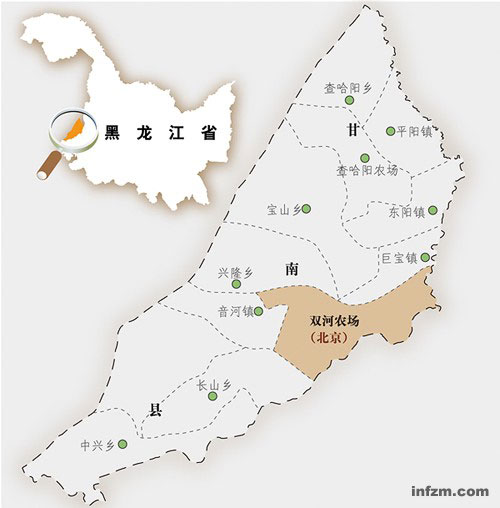 黑龙江省
查哈阳乡
甘
平阳镇
查哈阳农场
宝山乡
东阳镇
巨宝镇
南
兴隆乡
音河镇
双河农场
（北京）
长山乡
县
中兴乡
infzm.com